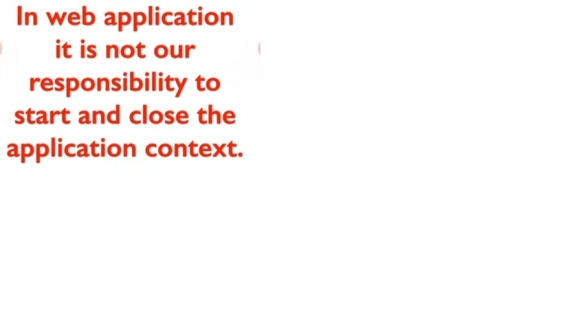 In web application
it is not our
responsibility to
start and close the
application context.